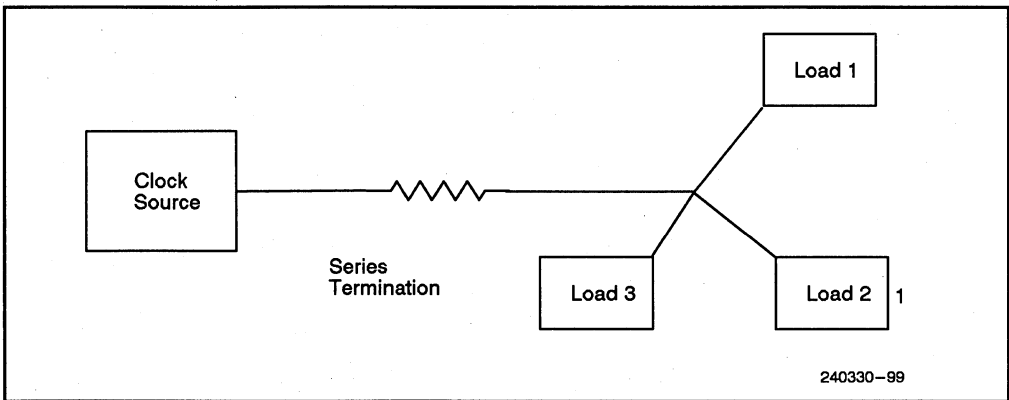 Load 1
Clock
Source
Series
Termination
Load 3
Load 2
1
240330-99